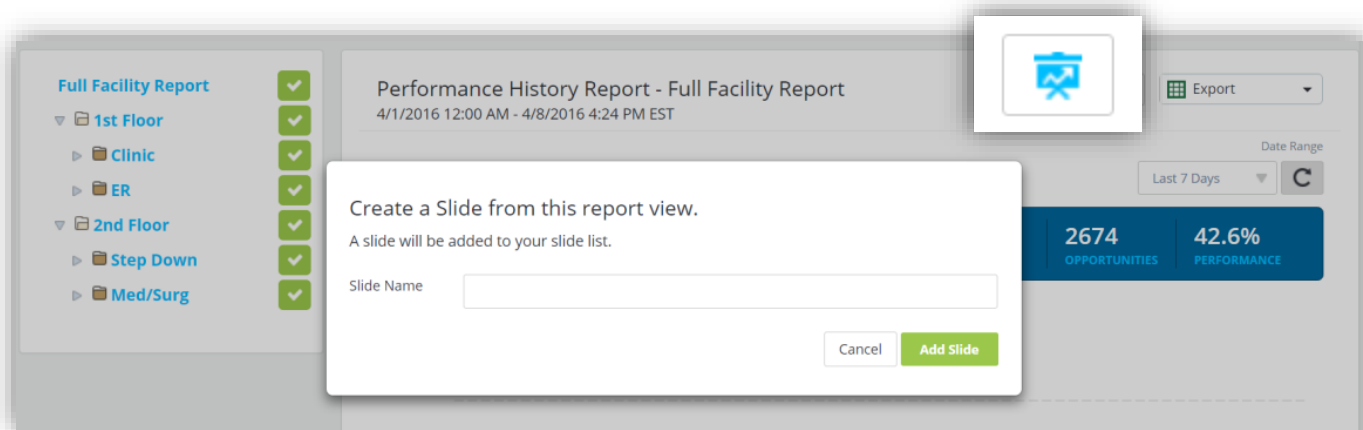 Full Facility Report
1st Floor
Clinic
ER
2nd Floor
Step Down
Med/Surg
Performance History Report - Full Facility Report
4/1/2016 12:00 AM - 4/8/2016 4:24 PM EST
Export
Date Range
Last 7 Days
2674
OPPORTUNITIES
42.6%
PERFORMANCE
Create a Slide from this report view.
A slide will be added to your slide list.
Slide Name
Cancel
Add Slide